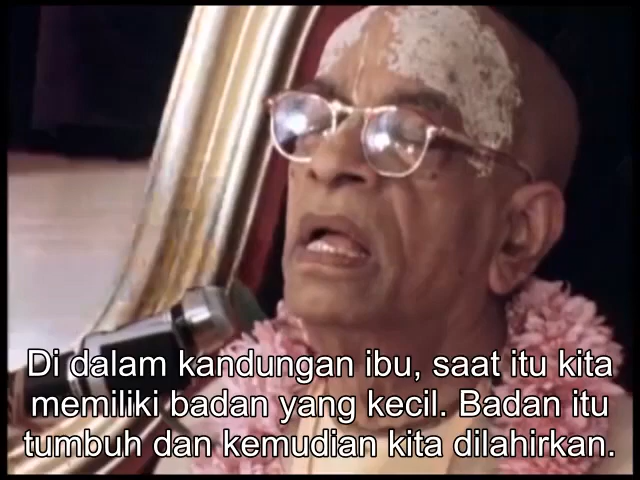 Di dalam kandungan ibu, saat itu kita
memiliki badan yang kecil. Badan itu
tumbuh dan kemudian kita dilahirkan.